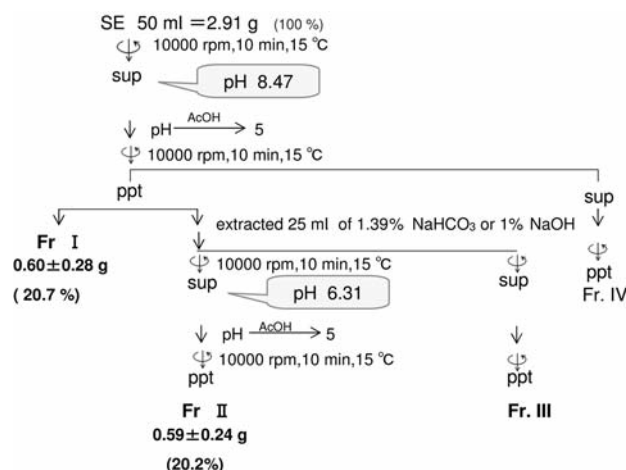 SE 50 ml =2.91 g (100 %)
10000 rpm,10 min,15 ℃
sup
pH 8.47
pH AcOH 5
10000 rpm,10 min,15 ℃
ppt
sup
extracted 25 ml of 1.39% NaHCO₃ or 1% NaOH
Fr Ⅰ
0.60±0.28 g
( 20.7 %)
10000 rpm,10 min,15 ℃
sup
pH 6.31
sup
ppt
Fr. IV
pH AcOH 5
10000 rpm,10 min,15 ℃
ppt
ppt
Fr Ⅱ
Fr. III
0.59±0.24 g
(20.2%)